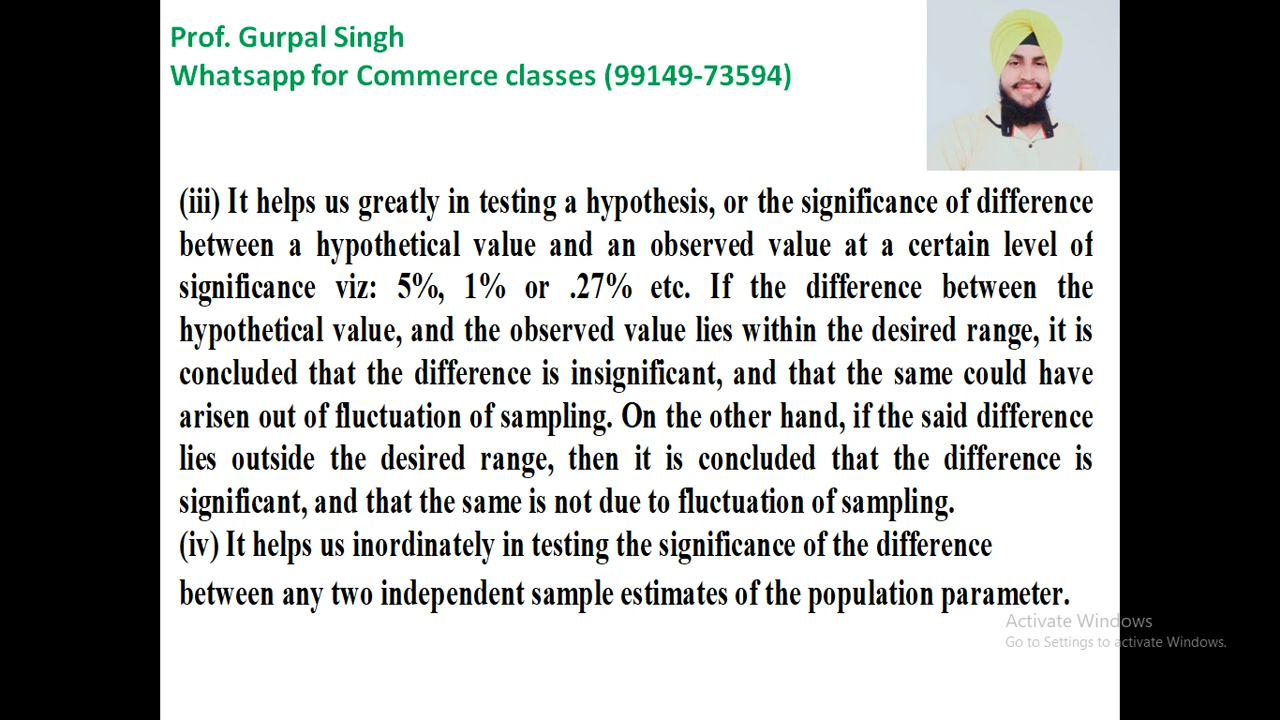 Prof. Gurpal Singh
Whatsapp for Commerce classes (99149-73594)
(iii) It helps us greatly in testing a hypothesis, or the significance of difference
between a hypothetical value and an observed value at a certain level of
significance viz: 5%, 1% or .27% etc. If the difference between the
hypothetical value, and the observed value lies within the desired range, it is
concluded that the difference is insignificant, and that the same could have
arisen out of fluctuation of sampling. On the other hand, if the said difference
lies outside the desired range, then it is concluded that the difference is
significant, and that the same is not due to fluctuation of sampling.
(iv) It helps us inordinately in testing the significance of the difference
between any two independent sample estimates of the population parameter.
Activate Windows
Go to Settings to activate Windows.